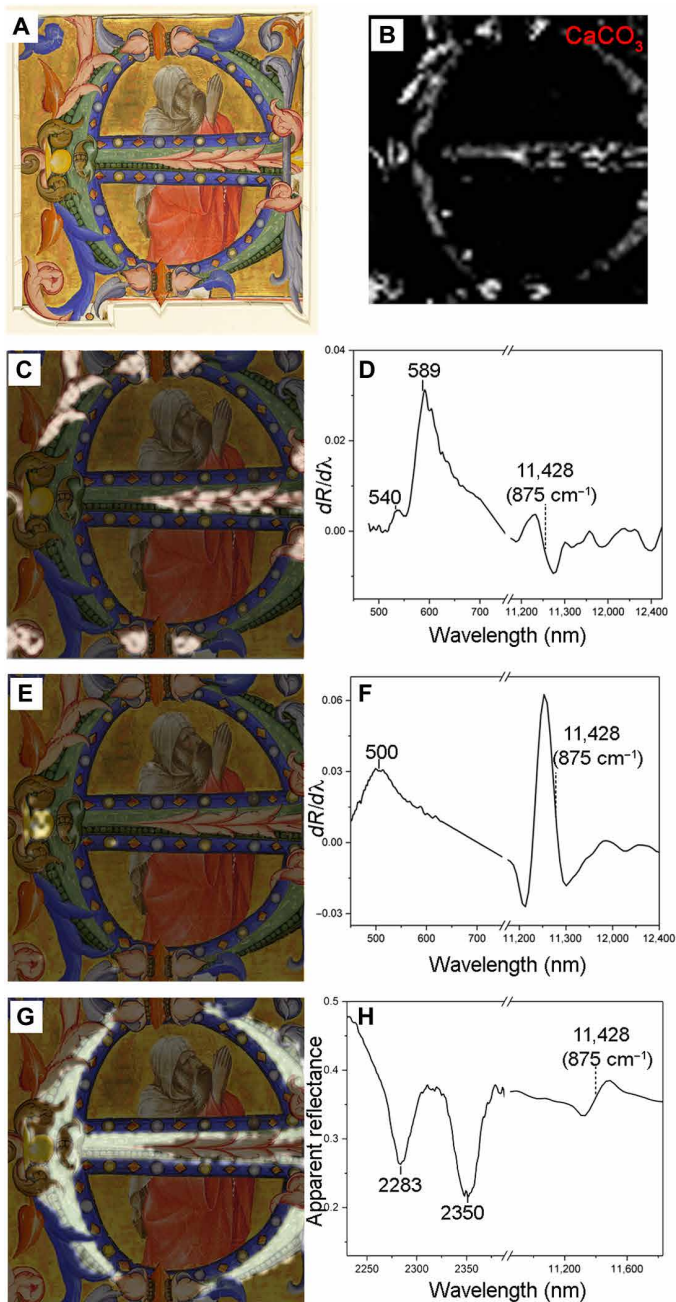 A
B
CaCO3
C
D
0.04
0.02
0.00
dR/dλ
540
589
11,428
(875 cm⁻¹)
500
600
700
11,200
11,300
12,000
12,400
Wavelength (nm)
E
F
0.06
0.03
0.00
−0.03
dR/dλ
500
11,428
(875 cm⁻¹)
500
600
700
11,200
11,300
12,000
12,400
Wavelength (nm)
G
H
0.5
0.4
0.3
0.2
Apparent reflectance
2283
2350
11,428
(875 cm⁻¹)
2250
2300
2350
11,200
11,600
Wavelength (nm)